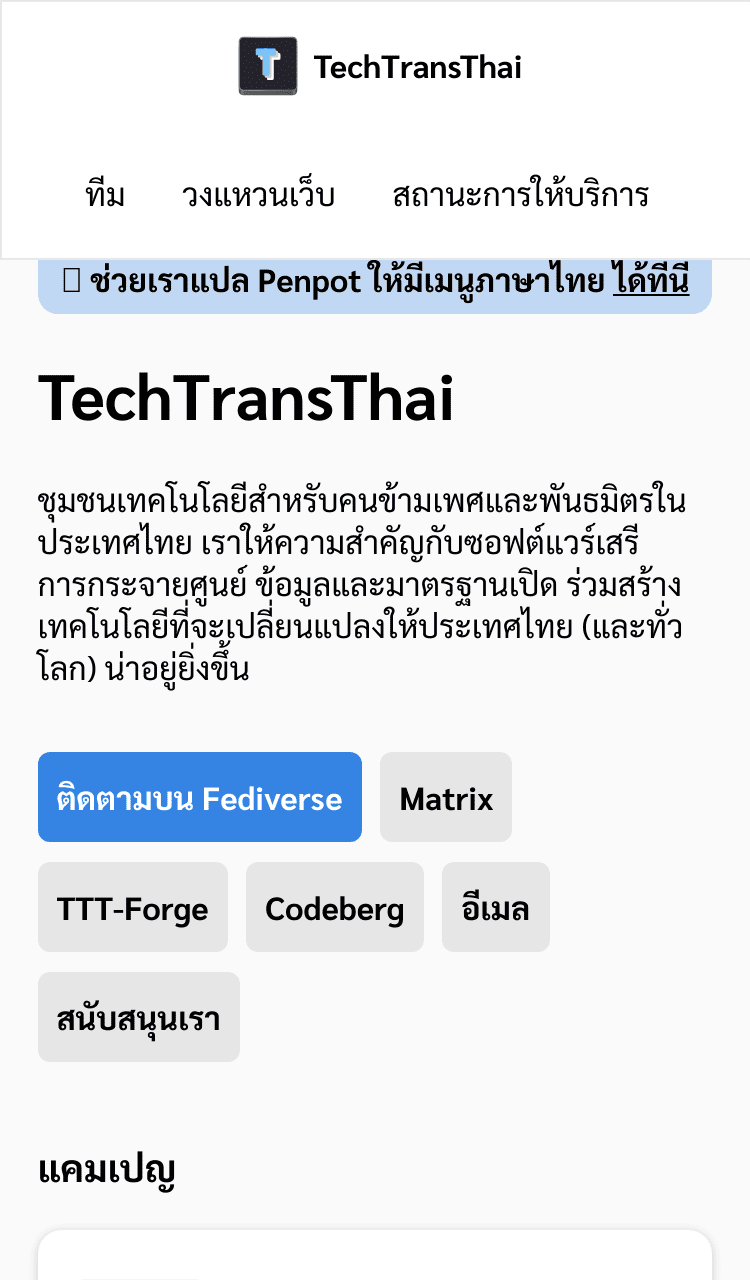 TechTransThai
ทีม วงแหวนเว็บ สถานะการให้บริการ
ช่วยเราแปล Penpot ให้มีเมนูภาษาไทย ได้ที่นี่
TechTransThai
ชุมชนเทคโนโลยีสำหรับคนข้ามเพศและพันธมิตรใน
ประเทศไทย เราให้ความสำคัญกับซอฟต์แวร์เสรี
การกระจายศูนย์ ข้อมูลและมาตรฐานเปิด ร่วมสร้าง
เทคโนโลยีที่จะเปลี่ยนแปลงให้ประเทศไทย (และทั่ว
โลก) น่าอยู่ยิ่งขึ้น
ติดตามบน Fediverse Matrix
TTT-Forge Codeberg อีเมล
สนับสนุนเรา
แคมเปญ